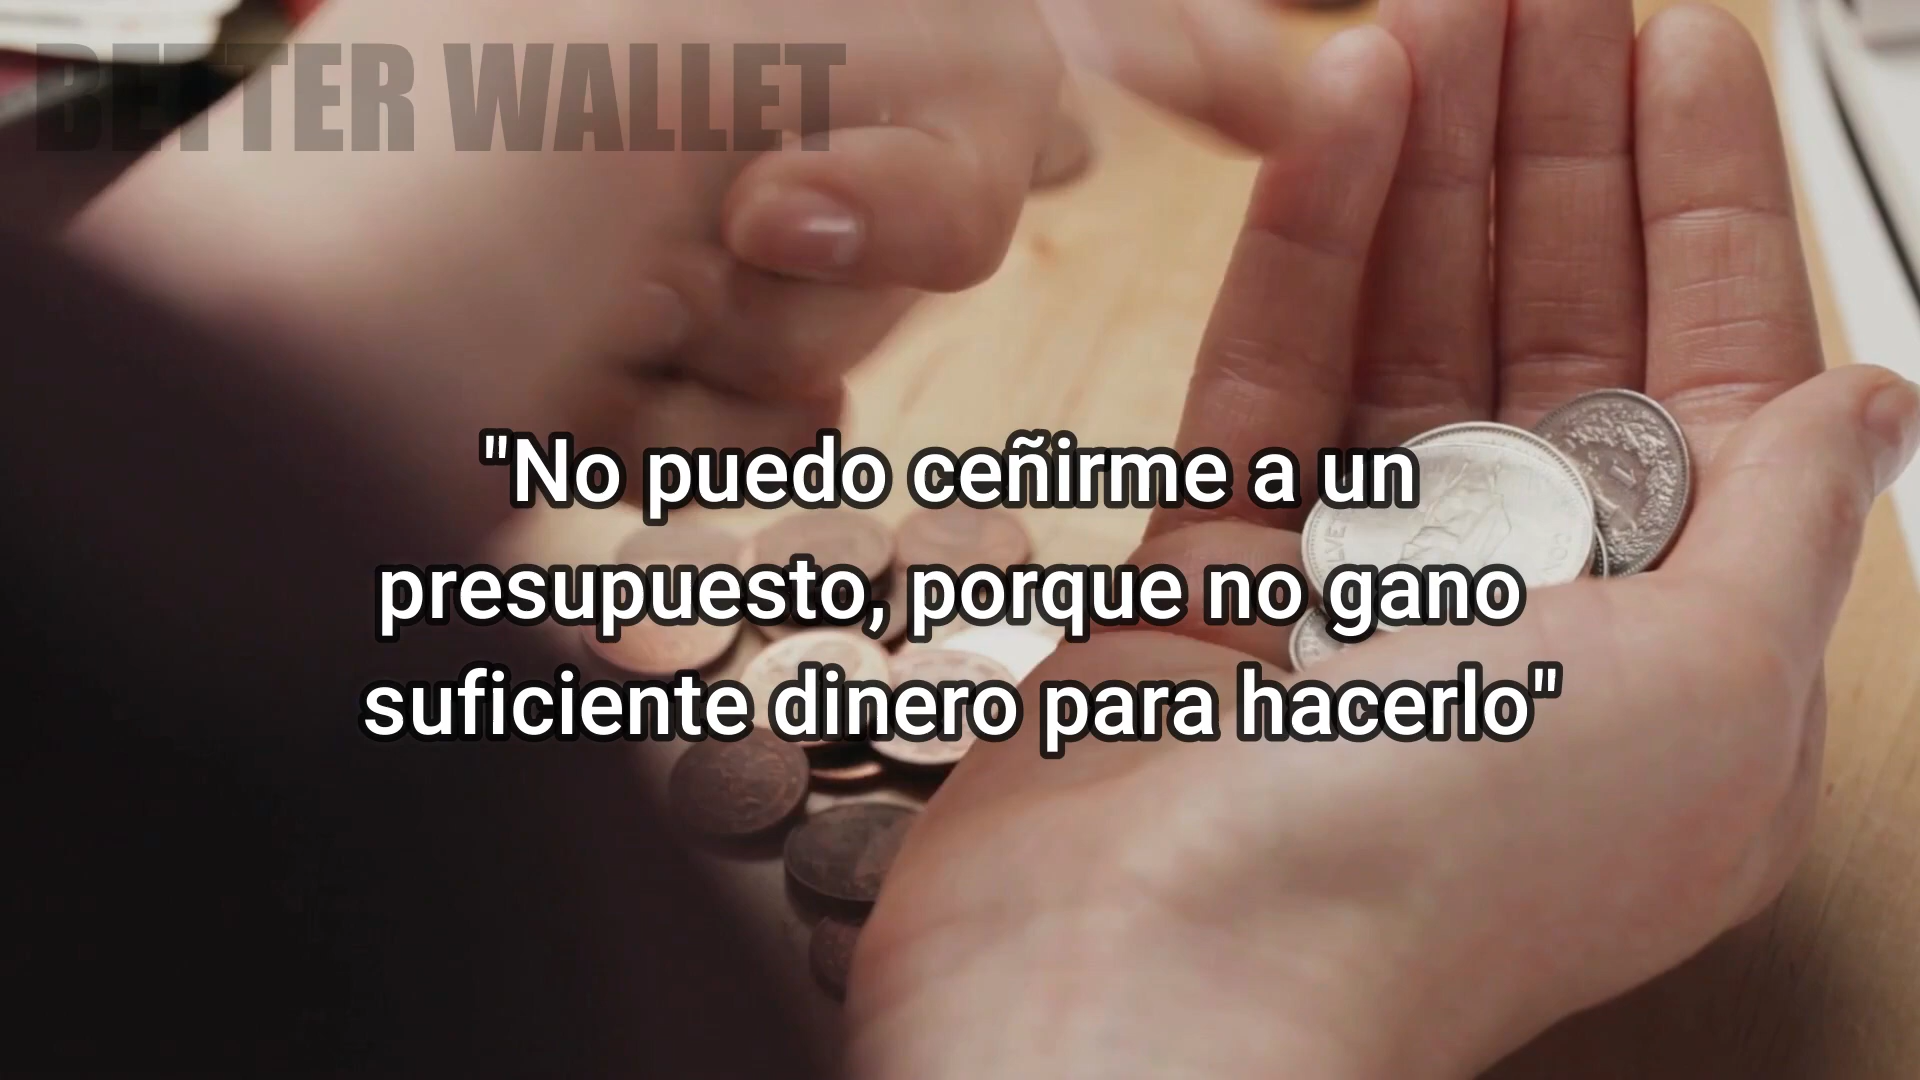 BETTER WALLET
"No puedo ceñirme a un
presupuesto, porque no gano
suficiente dinero para hacerlo"